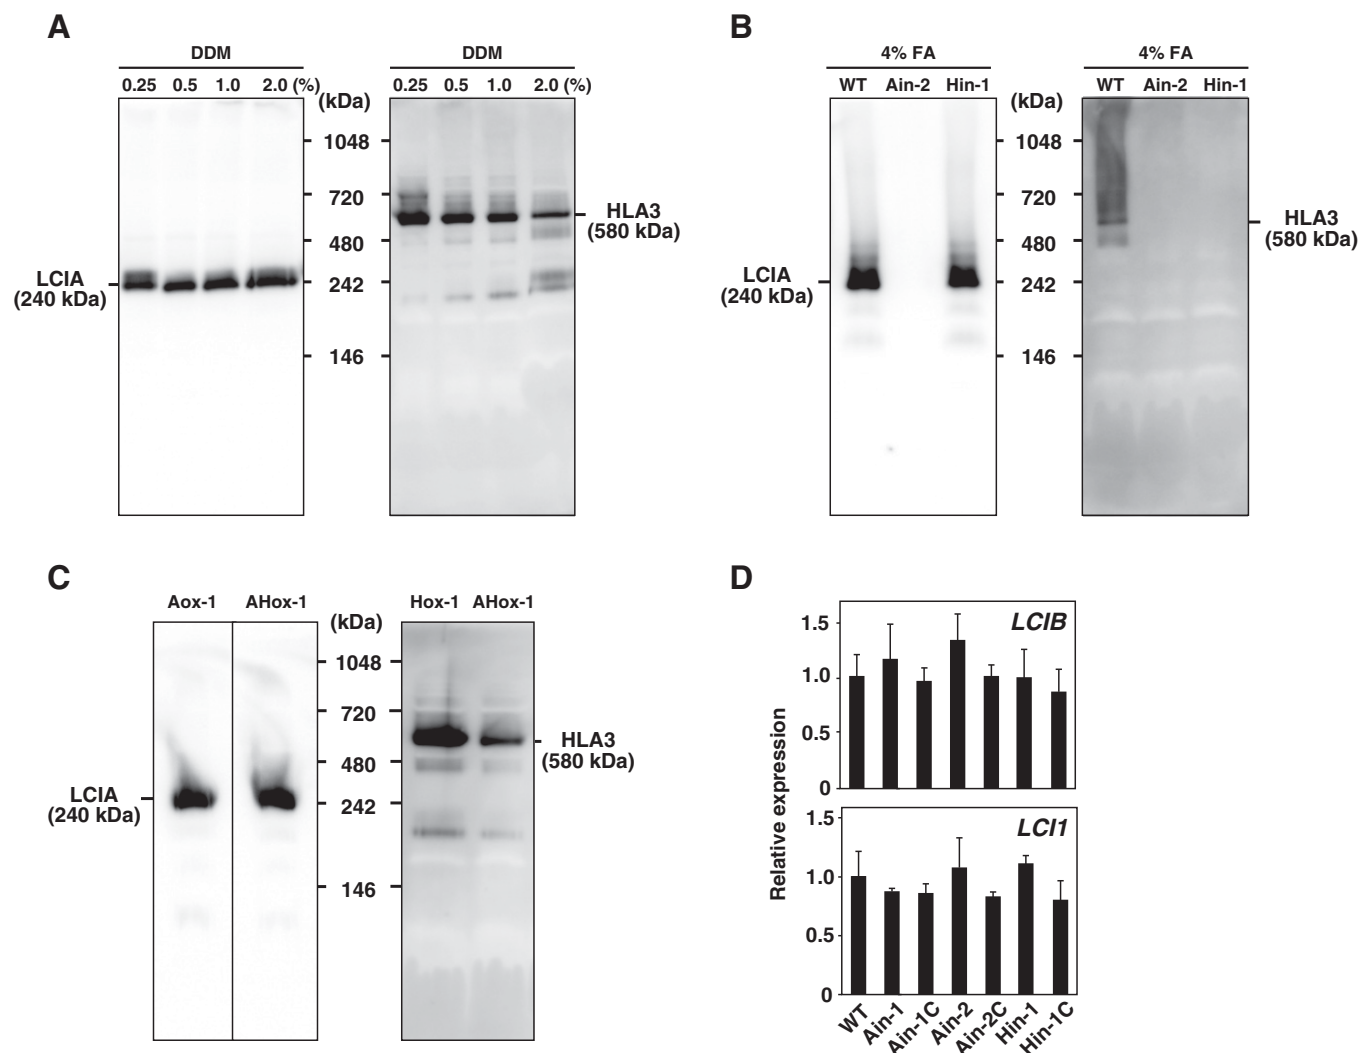 A
DDM
0.25 0.5 1.0 2.0 (%)
DDM
0.25 0.5 1.0 2.0 (%)
(kDa)
1048
720
480
242
146
LCIA
(240 kDa)
HLA3
(580 kDa)
B
4% FA
WT Ain-2 Hin-1
4% FA
WT Ain-2 Hin-1
(kDa)
1048
720
480
242
146
LCIA
(240 kDa)
HLA3
(580 kDa)
C
Aox-1 AHox-1
Hox-1 AHox-1
(kDa)
1048
720
480
242
146
LCIA
(240 kDa)
HLA3
(580 kDa)
D
Relative expression
LCIB
1.5
1.0
0.5
0
LCI1
1.5
1.0
0.5
0
WT
Ain-1
Ain-1C
Ain-2
Ain-2C
Hin-1
Hin-1C